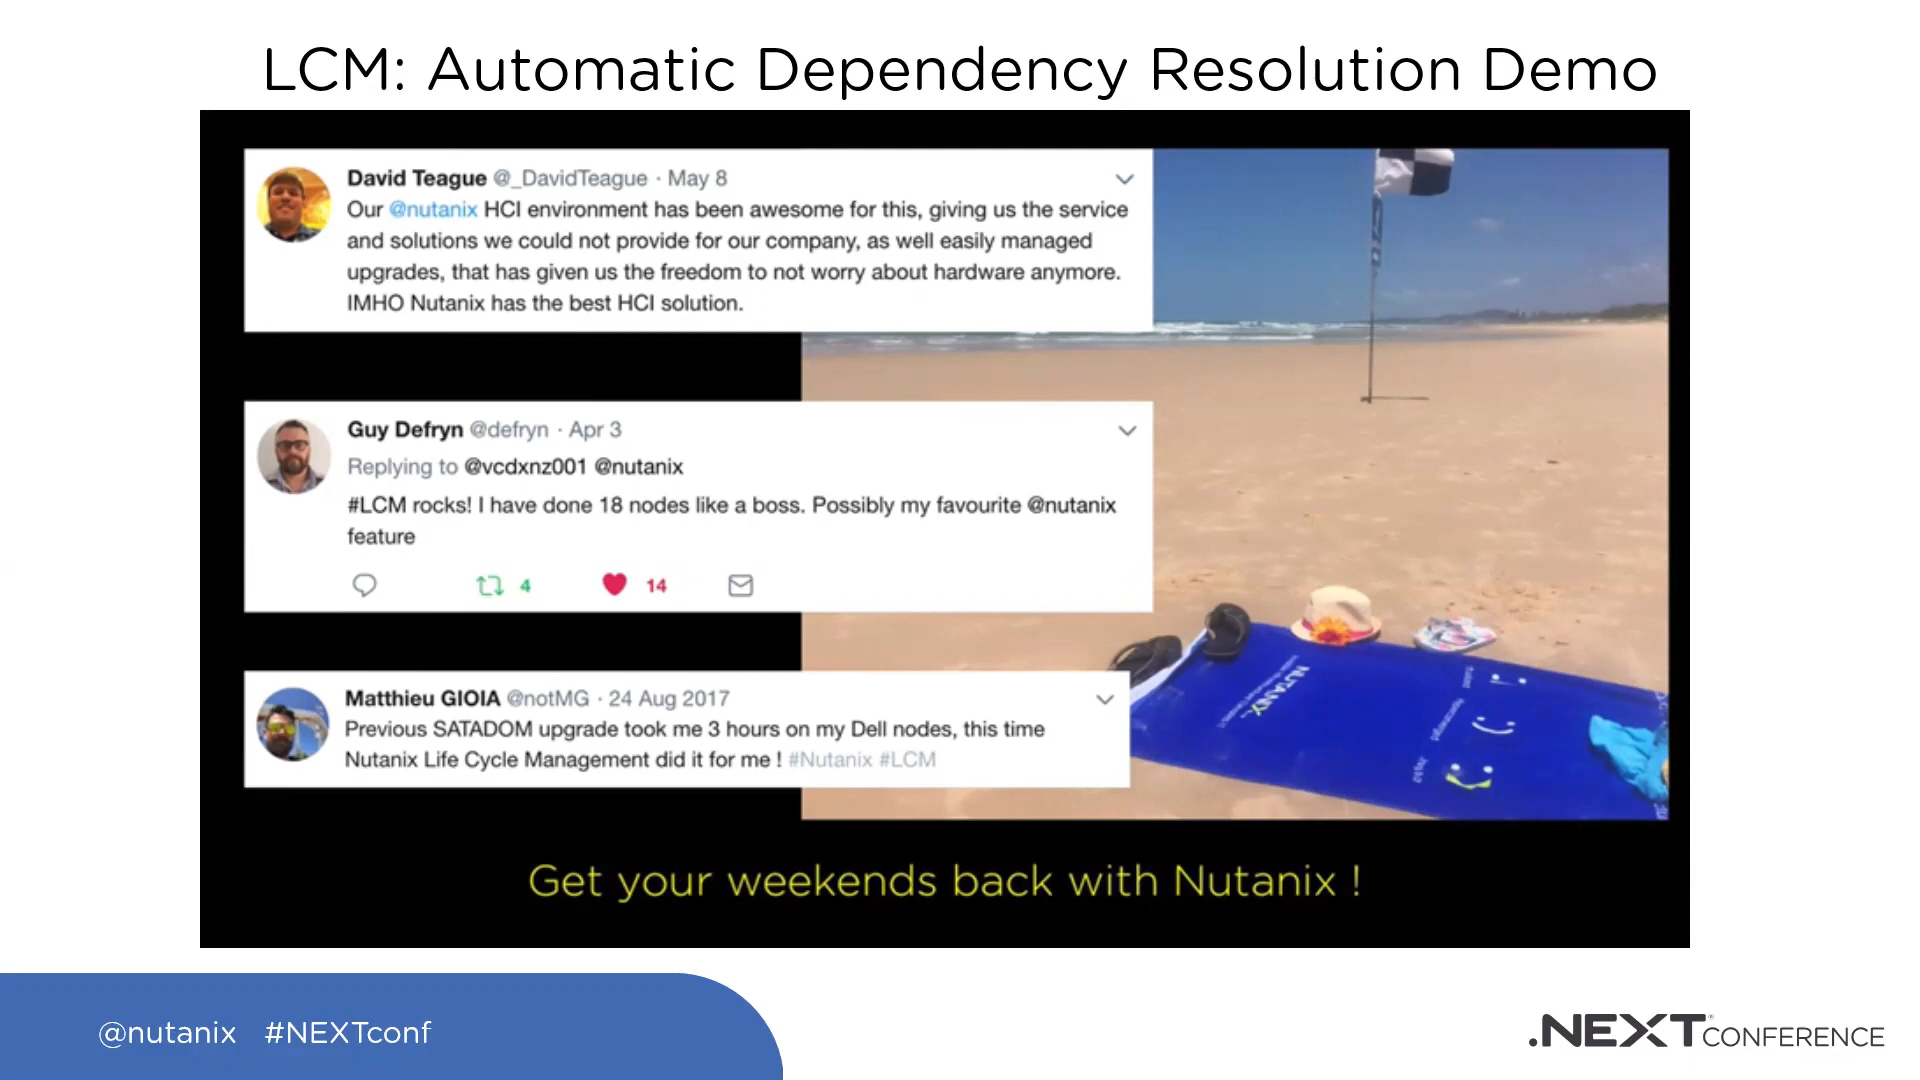 LCM: Automatic Dependency Resolution Demo
David Teague @_DavidTeague · May 8
Our @nutanix HCI environment has been awesome for this, giving us the service
and solutions we could not provide for our company, as well easily managed
upgrades, that has given us the freedom to not worry about hardware anymore.
IMHO Nutanix has the best HCI solution.
Guy Defryn @defryn · Apr 3
Replying to @vcdxnz001 @nutanix
#LCM rocks! I have done 18 nodes like a boss. Possibly my favourite @nutanix
feature
4 14
Matthieu GIOIA @notMG · 24 Aug 2017
Previous SATADOM upgrade took me 3 hours on my Dell nodes, this time
Nutanix Life Cycle Management did it for me ! #Nutanix #LCM
NUTANIX
Get your weekends back with Nutanix !
@nutanix #NEXTconf
.NEXT CONFERENCE